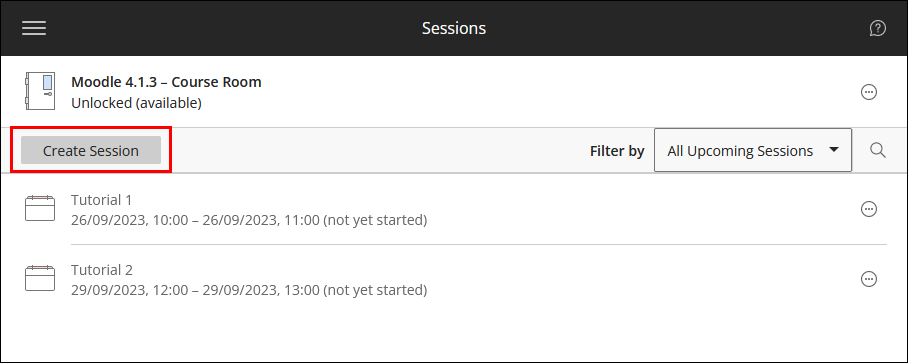 Sessions
Moodle 4.1.3 – Course Room
Unlocked (available)
Create Session
Filter by
All Upcoming Sessions
Tutorial 1
26/09/2023, 10:00 – 26/09/2023, 11:00 (not yet started)
Tutorial 2
29/09/2023, 12:00 – 29/09/2023, 13:00 (not yet started)